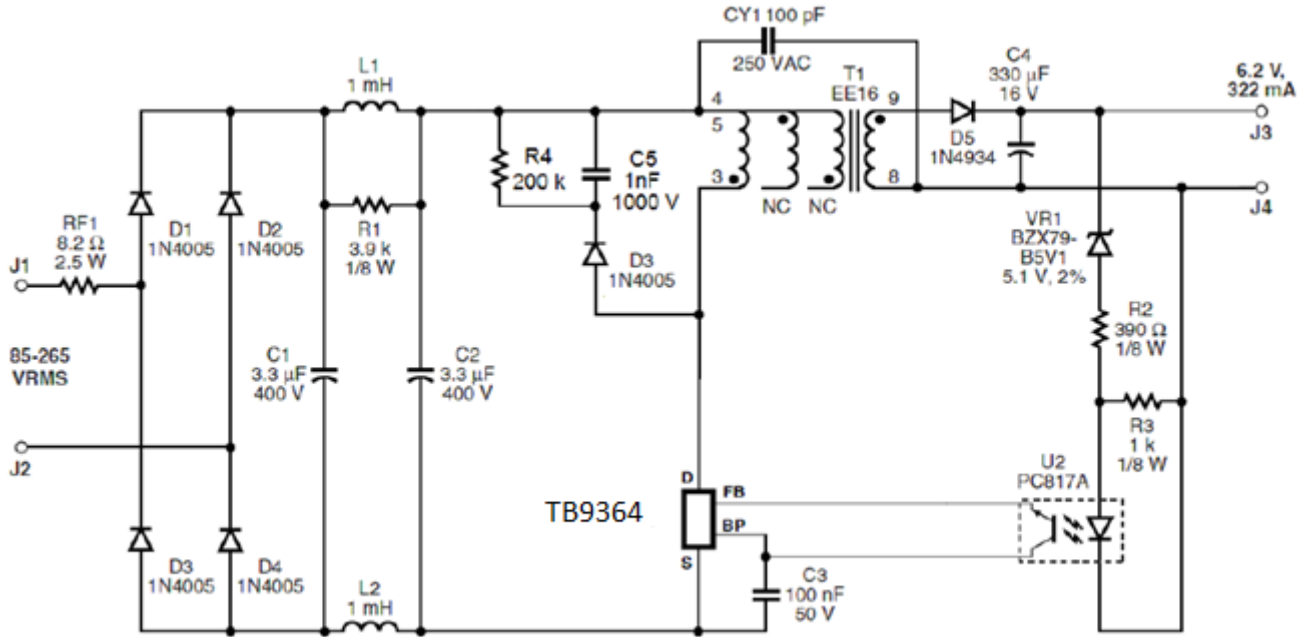 CY1 100 pF
250 VAC
L1
1 mH
T1
EE16
C4
330 µF
16 V
6.2 V,
322 mA
4
5
3
9
8
J3
D5
1N4934
R4
200 k
C5
1nF
1000 V
NC
NC
J4
RF1
8.2 Ω
2.5 W
D1
1N4005
D2
1N4005
R1
3.9 k
1/8 W
D3
1N4005
VR1
BZX79-
B5V1
5.1 V, 2%
J1
85-265
VRMS
C1
3.3 µF
400 V
C2
3.3 µF
400 V
R2
390 Ω
1/8 W
R3
1 k
1/8 W
J2
U2
PC817A
D
FB
TB9364
BP
S
D3
1N4005
D4
1N4005
C3
100 nF
50 V
L2
1 mH